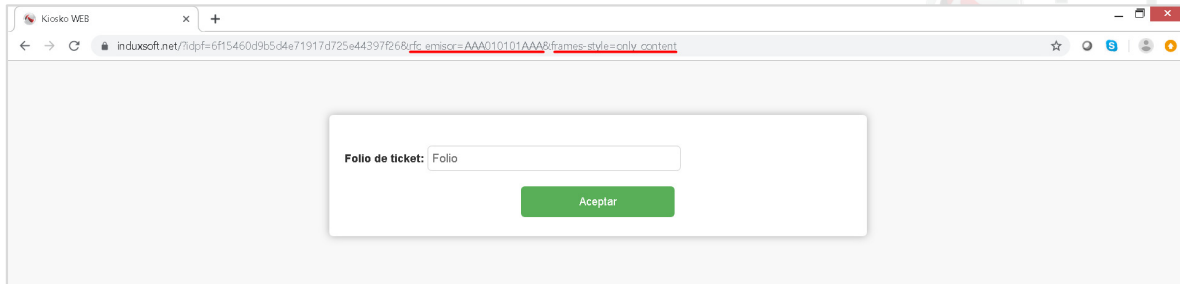 Kiosko WEB
induxsoft.net/?idpf=6f15460d9b5d4e71917d725e44397f26&rfc_emisor=AAA010101AAA&frames-style=only_content
Folio de ticket: Folio
Aceptar